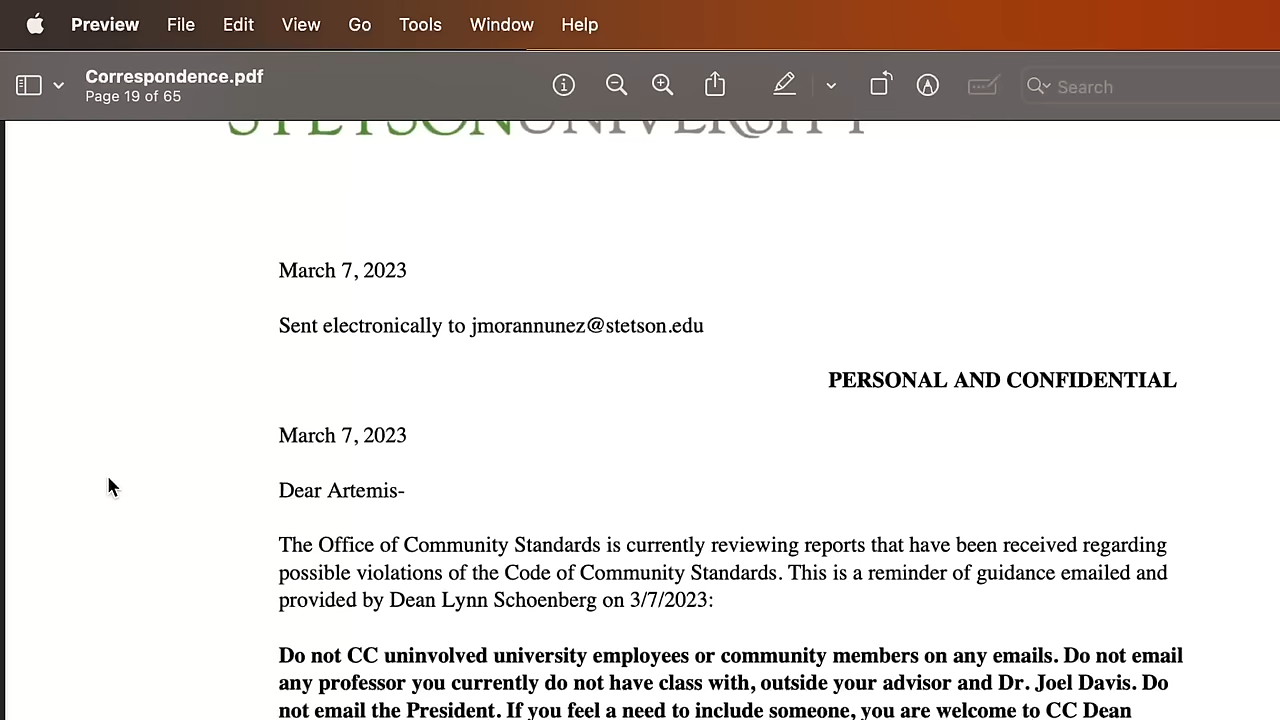 Preview File Edit View Go Tools Window Help
Correspondence.pdf
Page 19 of 65
Search
STETSON UNIVERSITY
March 7, 2023
Sent electronically to jmorannunez@stetson.edu
PERSONAL AND CONFIDENTIAL
March 7, 2023
Dear Artemis-
The Office of Community Standards is currently reviewing reports that have been received regarding
possible violations of the Code of Community Standards. This is a reminder of guidance emailed and
provided by Dean Lynn Schoenberg on 3/7/2023:
Do not CC uninvolved university employees or community members on any emails. Do not email
any professor you currently do not have class with, outside your advisor and Dr. Joel Davis. Do
not email the President. If you feel a need to include someone, you are welcome to CC Dean